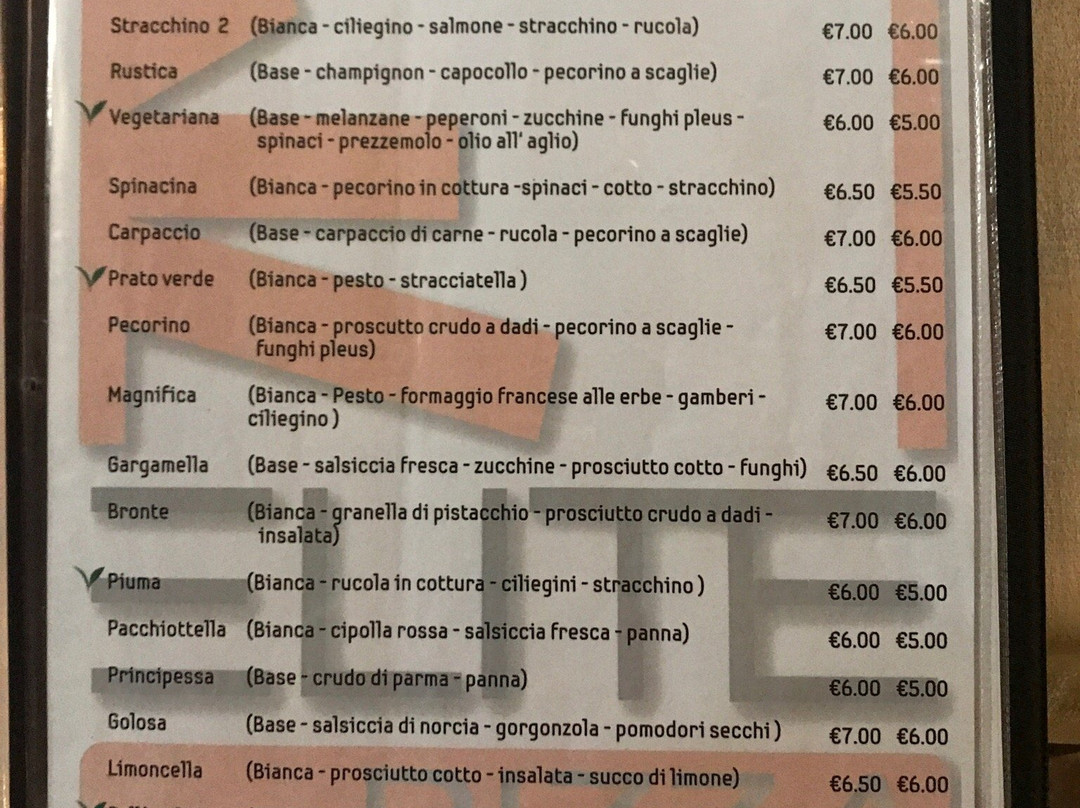 Stracchino 2 (Bianca - ciliegino - salmone - stracchino - rucola) €7.00 €6.00
Rustica (Base - champignon - capocollo - pecorino a scaglie) €7.00 €6.00
Vegetariana (Base - melanzane - peperoni - zucchine - funghi pleus - €6.00 €5.00
spinaci - prezzemolo - olio all' aglio)
Spinacina (Bianca - pecorino in cottura -spinaci - cotto - stracchino) €6.50 €5.50
Carpaccio (Base - carpaccio di carne - rucola - pecorino a scaglie) €7.00 €6.00
Prato verde (Bianca - pesto - stracciatella ) €6.50 €5.50
Pecorino (Bianca - proscutto crudo a dadi - pecorino a scaglie - €7.00 €6.00
funghi pleus)
Magnifica (Bianca - Pesto - formaggio francese alle erbe - gamberi - €7.00 €6.00
ciliegino )
Gargamella (Base - salsiccia fresca - zucchine - prosciutto cotto - funghi) €6.50 €6.00
Bronte (Bianca - granella di pistacchio - prosciutto crudo a dadi - €7.00 €6.00
insalata)
Piuma (Bianca - rucola in cottura - ciliegini - stracchino ) €6.00 €5.00
Pacchiottella (Bianca - cipolla rossa - salsiccia fresca - panna) €6.00 €5.00
Principessa (Base - crudo di parma - panna) €6.00 €5.00
Golosa (Base - salsiccia di norcia - gorgonzola - pomodori secchi ) €7.00 €6.00
Limoncella (Bianca - prosciutto cotto - insalata - succo di limone) €6.50 €6.00
ELITE